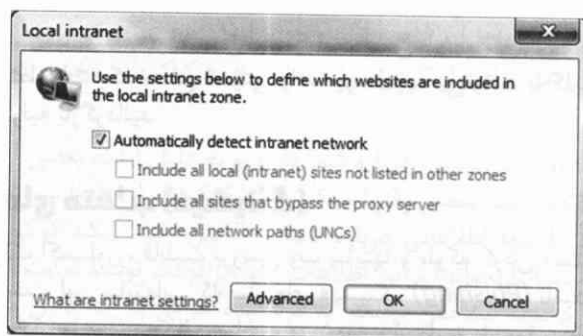 Local intranet
Use the settings below to define which websites are included in
the local intranet zone.
Automatically detect intranet network
Include all local (intranet) sites not listed in other zones
Include all sites that bypass the proxy server
Include all network paths (UNCs)
What are intranet settings?
Advanced
OK
Cancel